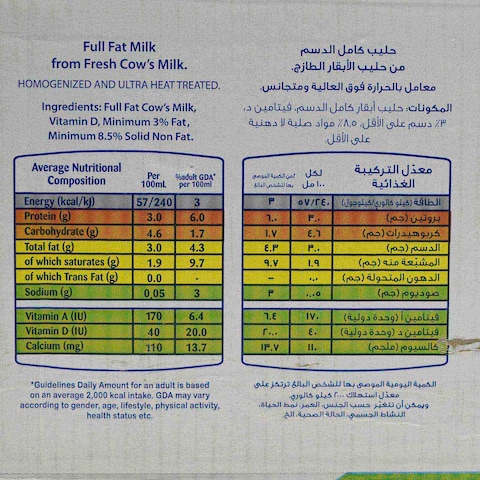 Full Fat Milk
from Fresh Cow's Milk.
HOMOGENIZED AND ULTRA HEAT TREATED.
Ingredients: Full Fat Cow's Milk,
Vitamin D, Minimum 3% Fat,
Minimum 8.5% Solid Non Fat.
Average Nutritional Composition Per 100mL %adult GDA* per 100ml
Energy (kcal/kJ) 57/240 3
Protein (g) 3.0 6.0
Carbohydrate (g) 4.6 1.7
Total fat (g) 3.0 4.3
of which saturates (g) 1.9 9.7
of which Trans Fat (g) 0.0 -
Sodium (g) 0,05 3
Vitamin A (IU) 170 6.4
Vitamin D (IU) 40 20.0
Calcium (mg) 110 13.7
*Guidelines Daily Amount for an adult is based
on an average 2,000 kcal intake. GDA may vary
according to gender, age, lifestyle, physical activity,
health status etc.
حليب كامل الدسم
من حليب الأبقار الطازج.
معامل بالحرارة فوق العالية ومتجانس.
المكونات: حليب أبقار كامل الدسم، فيتامين د،
٣٪ دسم على الأقل، ٨،٥٪ مواد صلبة لا دهنية
على الأقل.
معدّل التركيبة الغذائية لكل ١٠٠ مل *من الكمية الموصى بها للشخص البالغ
الطاقة (كيلو كالوري/كيلوجول) ٥٧/٢٤٠ ٣
بروتين (جم) ٣،٠ ٦،٠
كربوهيدرات (جم) ٤،٦ ١،٧
الدسم (جم) ٣،٠ ٤،٣
المشبّعة منه (جم) ١،٩ ٩،٧
الدهون المتحولة (جم) ٠،٠ -
صوديوم (جم) ٠،٠٥ ٣
فيتامين أ (وحدة دولية) ١٧٠ ٦،٤
فيتامين د (وحدة دولية) ٤٠ ٢٠،٠
كالسيوم (ملجم) ١١٠ ١٣،٧
الكمية اليومية الموصى بها للشخص البالغ ترتكز على
معدّل استهلاك ٢٠٠٠ كيلو كالوري.
ويمكن أن تتغيّر حسب الجنس، العمر، نمط الحياة،
النشاط الجسمي، الحالة الصحية، الخ.